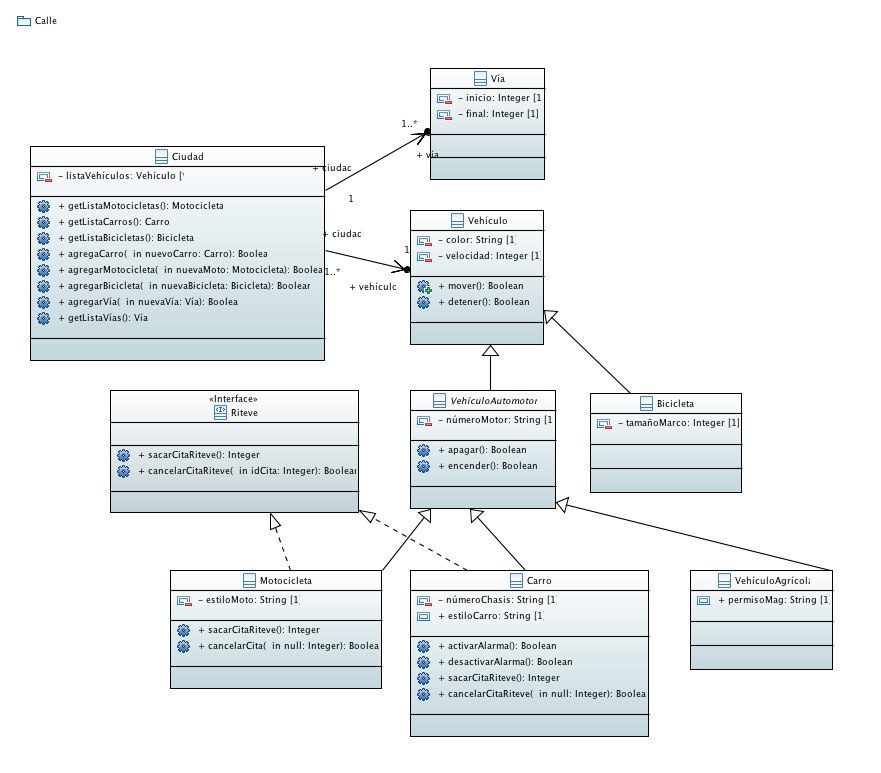 Calle
Vía
– inicio: Integer [1
– final: Integer [1]
1..*
+ vía
Ciudad
– listaVehículos: Vehículo [*
+ getListaMotocicletas(): Motocicleta
+ getListaCarros(): Carro
+ getListaBicicletas(): Bicicleta
+ agregaCarro( in nuevoCarro: Carro): Boolea
+ agregarMotocicleta( in nuevaMoto: Motocicleta): Boolea
+ agregarBicicleta( in nuevaBicicleta: Bicicleta): Boolear
+ agregarVía( in nuevaVía: Vía): Boolea
+ getListaVías(): Vía
+ ciudad
1
+ ciudad
1
1..*
+ vehículo
Vehículo
– color: String [1]
– velocidad: Integer [1]
+ mover(): Boolean
+ detener(): Boolean
«Interface»
Riteve
+ sacarCitaRiteve(): Integer
+ cancelarCitaRiteve( in idCita: Integer): Boolear
VehículoAutomotor
– númeroMotor: String [1
+ apagar(): Boolean
+ encender(): Boolean
Bicicleta
– tamañoMarco: Integer [1]
Motocicleta
– estiloMoto: String [1]
+ sacarCitaRiteve(): Integer
+ cancelarCita( in null: Integer): Boolea
Carro
– númeroChasis: String [1]
+ estiloCarro: String [1]
+ activarAlarma(): Boolean
+ desactivarAlarma(): Boolean
+ sacarCitaRiteve(): Integer
+ cancelarCitaRiteve( in null: Integer): Boolea
VehículoAgrícola
+ permisoMag: String [1]